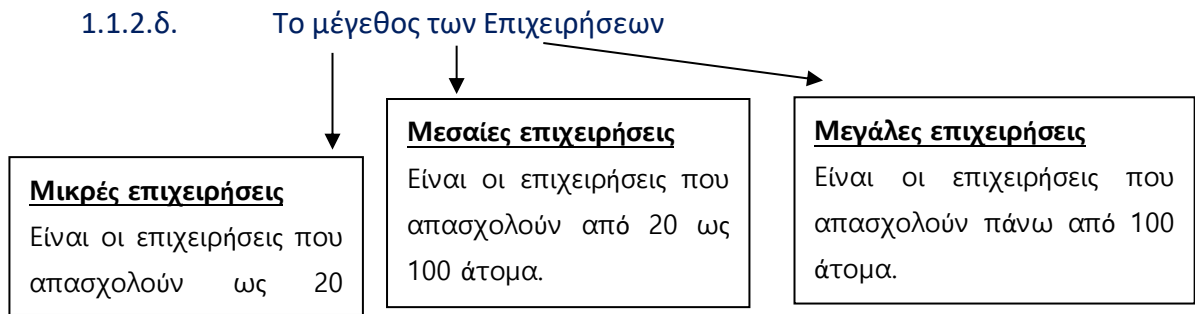 1.1.2.δ. Το μέγεθος των Επιχειρήσεων
Μικρές επιχειρήσεις
Είναι οι επιχειρήσεις που
απασχολούν ως 20
Μεσαίες επιχειρήσεις
Είναι οι επιχειρήσεις που
απασχολούν από 20 ως
100 άτομα.
Μεγάλες επιχειρήσεις
Είναι οι επιχειρήσεις που
απασχολούν πάνω από 100
άτομα.